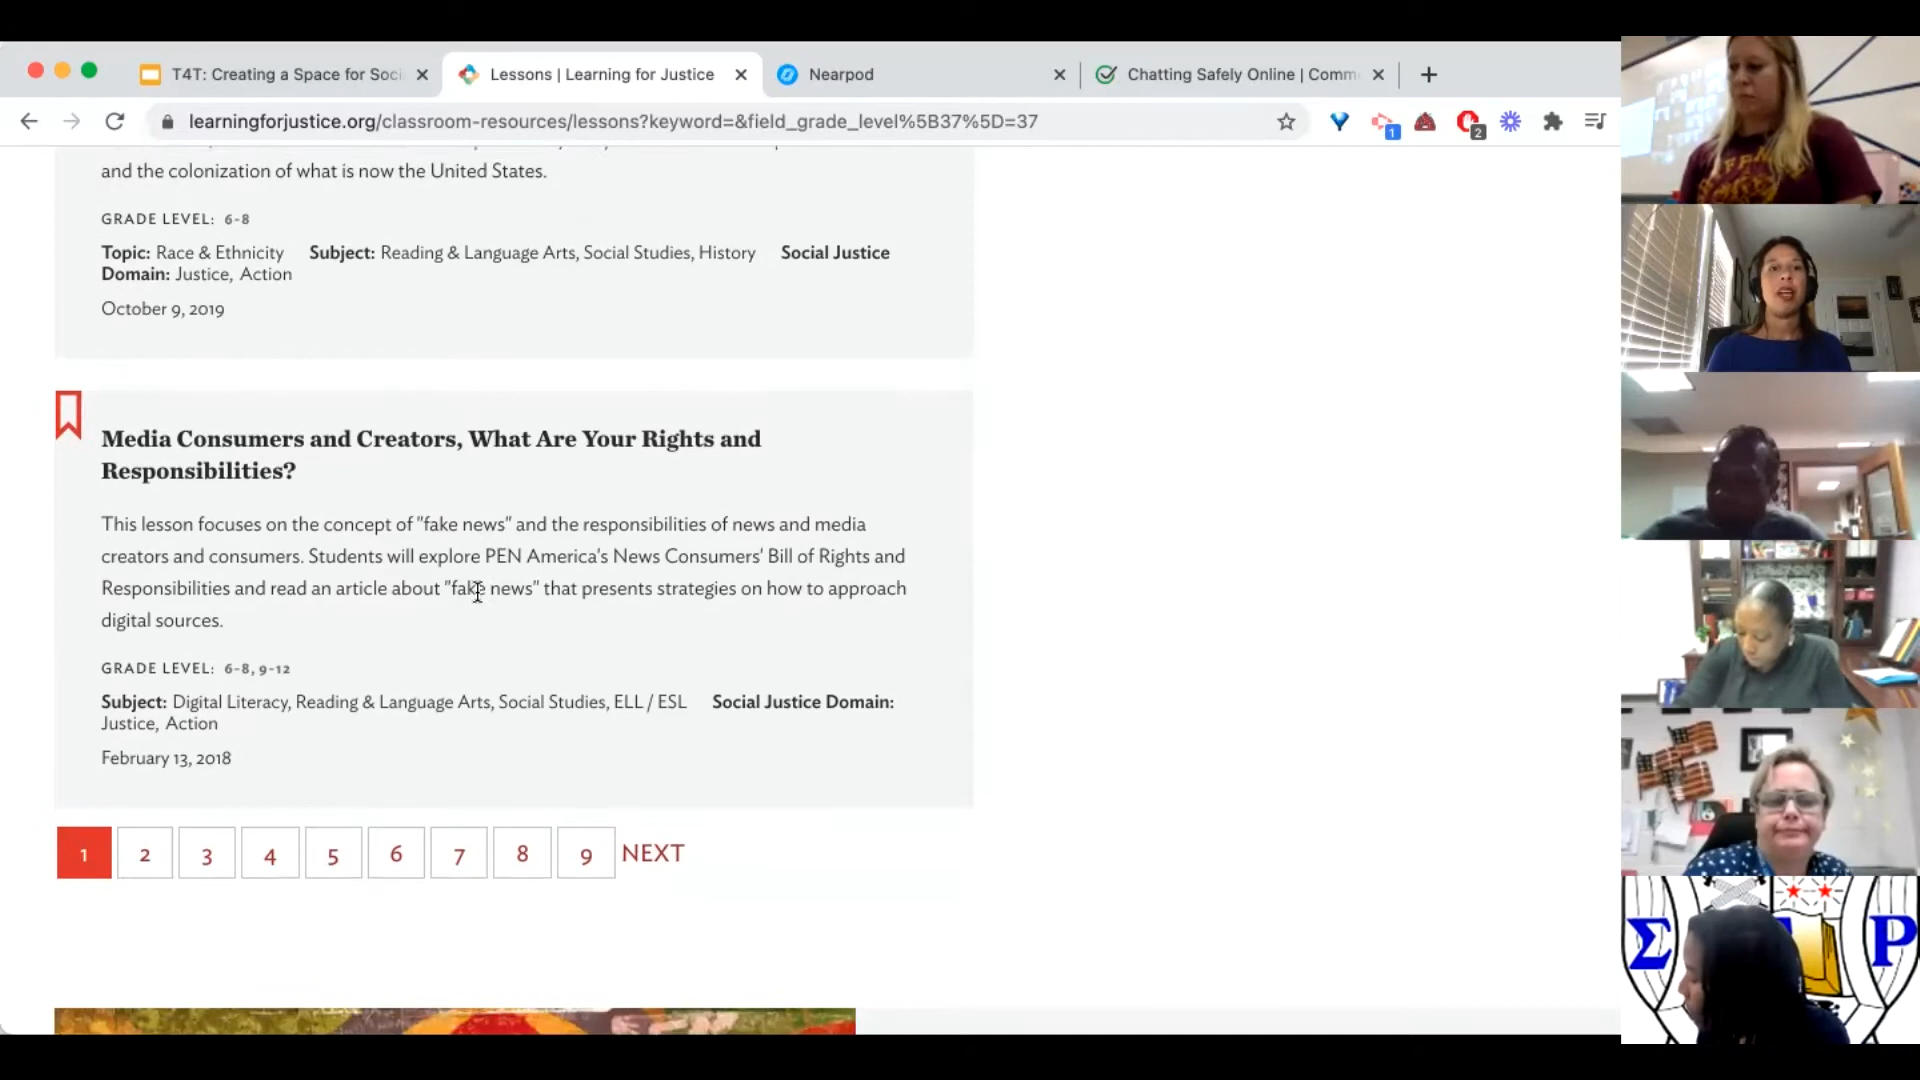 T4T: Creating a Space for Soci
Lessons | Learning for Justice
Nearpod
Chatting Safely Online | Comm
learningforjustice.org/classroom-resources/lessons?keyword=&field_grade_level%5B37%5D=37
1
2
and the colonization of what is now the United States.
GRADE LEVEL: 6-8
Topic: Race & Ethnicity Subject: Reading & Language Arts, Social Studies, History Social Justice
Domain: Justice, Action
October 9, 2019
Media Consumers and Creators, What Are Your Rights and
Responsibilities?
This lesson focuses on the concept of "fake news" and the responsibilities of news and media
creators and consumers. Students will explore PEN America's News Consumers' Bill of Rights and
Responsibilities and read an article about "fake news" that presents strategies on how to approach
digital sources.
GRADE LEVEL: 6-8, 9-12
Subject: Digital Literacy, Reading & Language Arts, Social Studies, ELL / ESL Social Justice Domain:
Justice, Action
February 13, 2018
1 2 3 4 5 6 7 8 9 NEXT
Σ Ρ